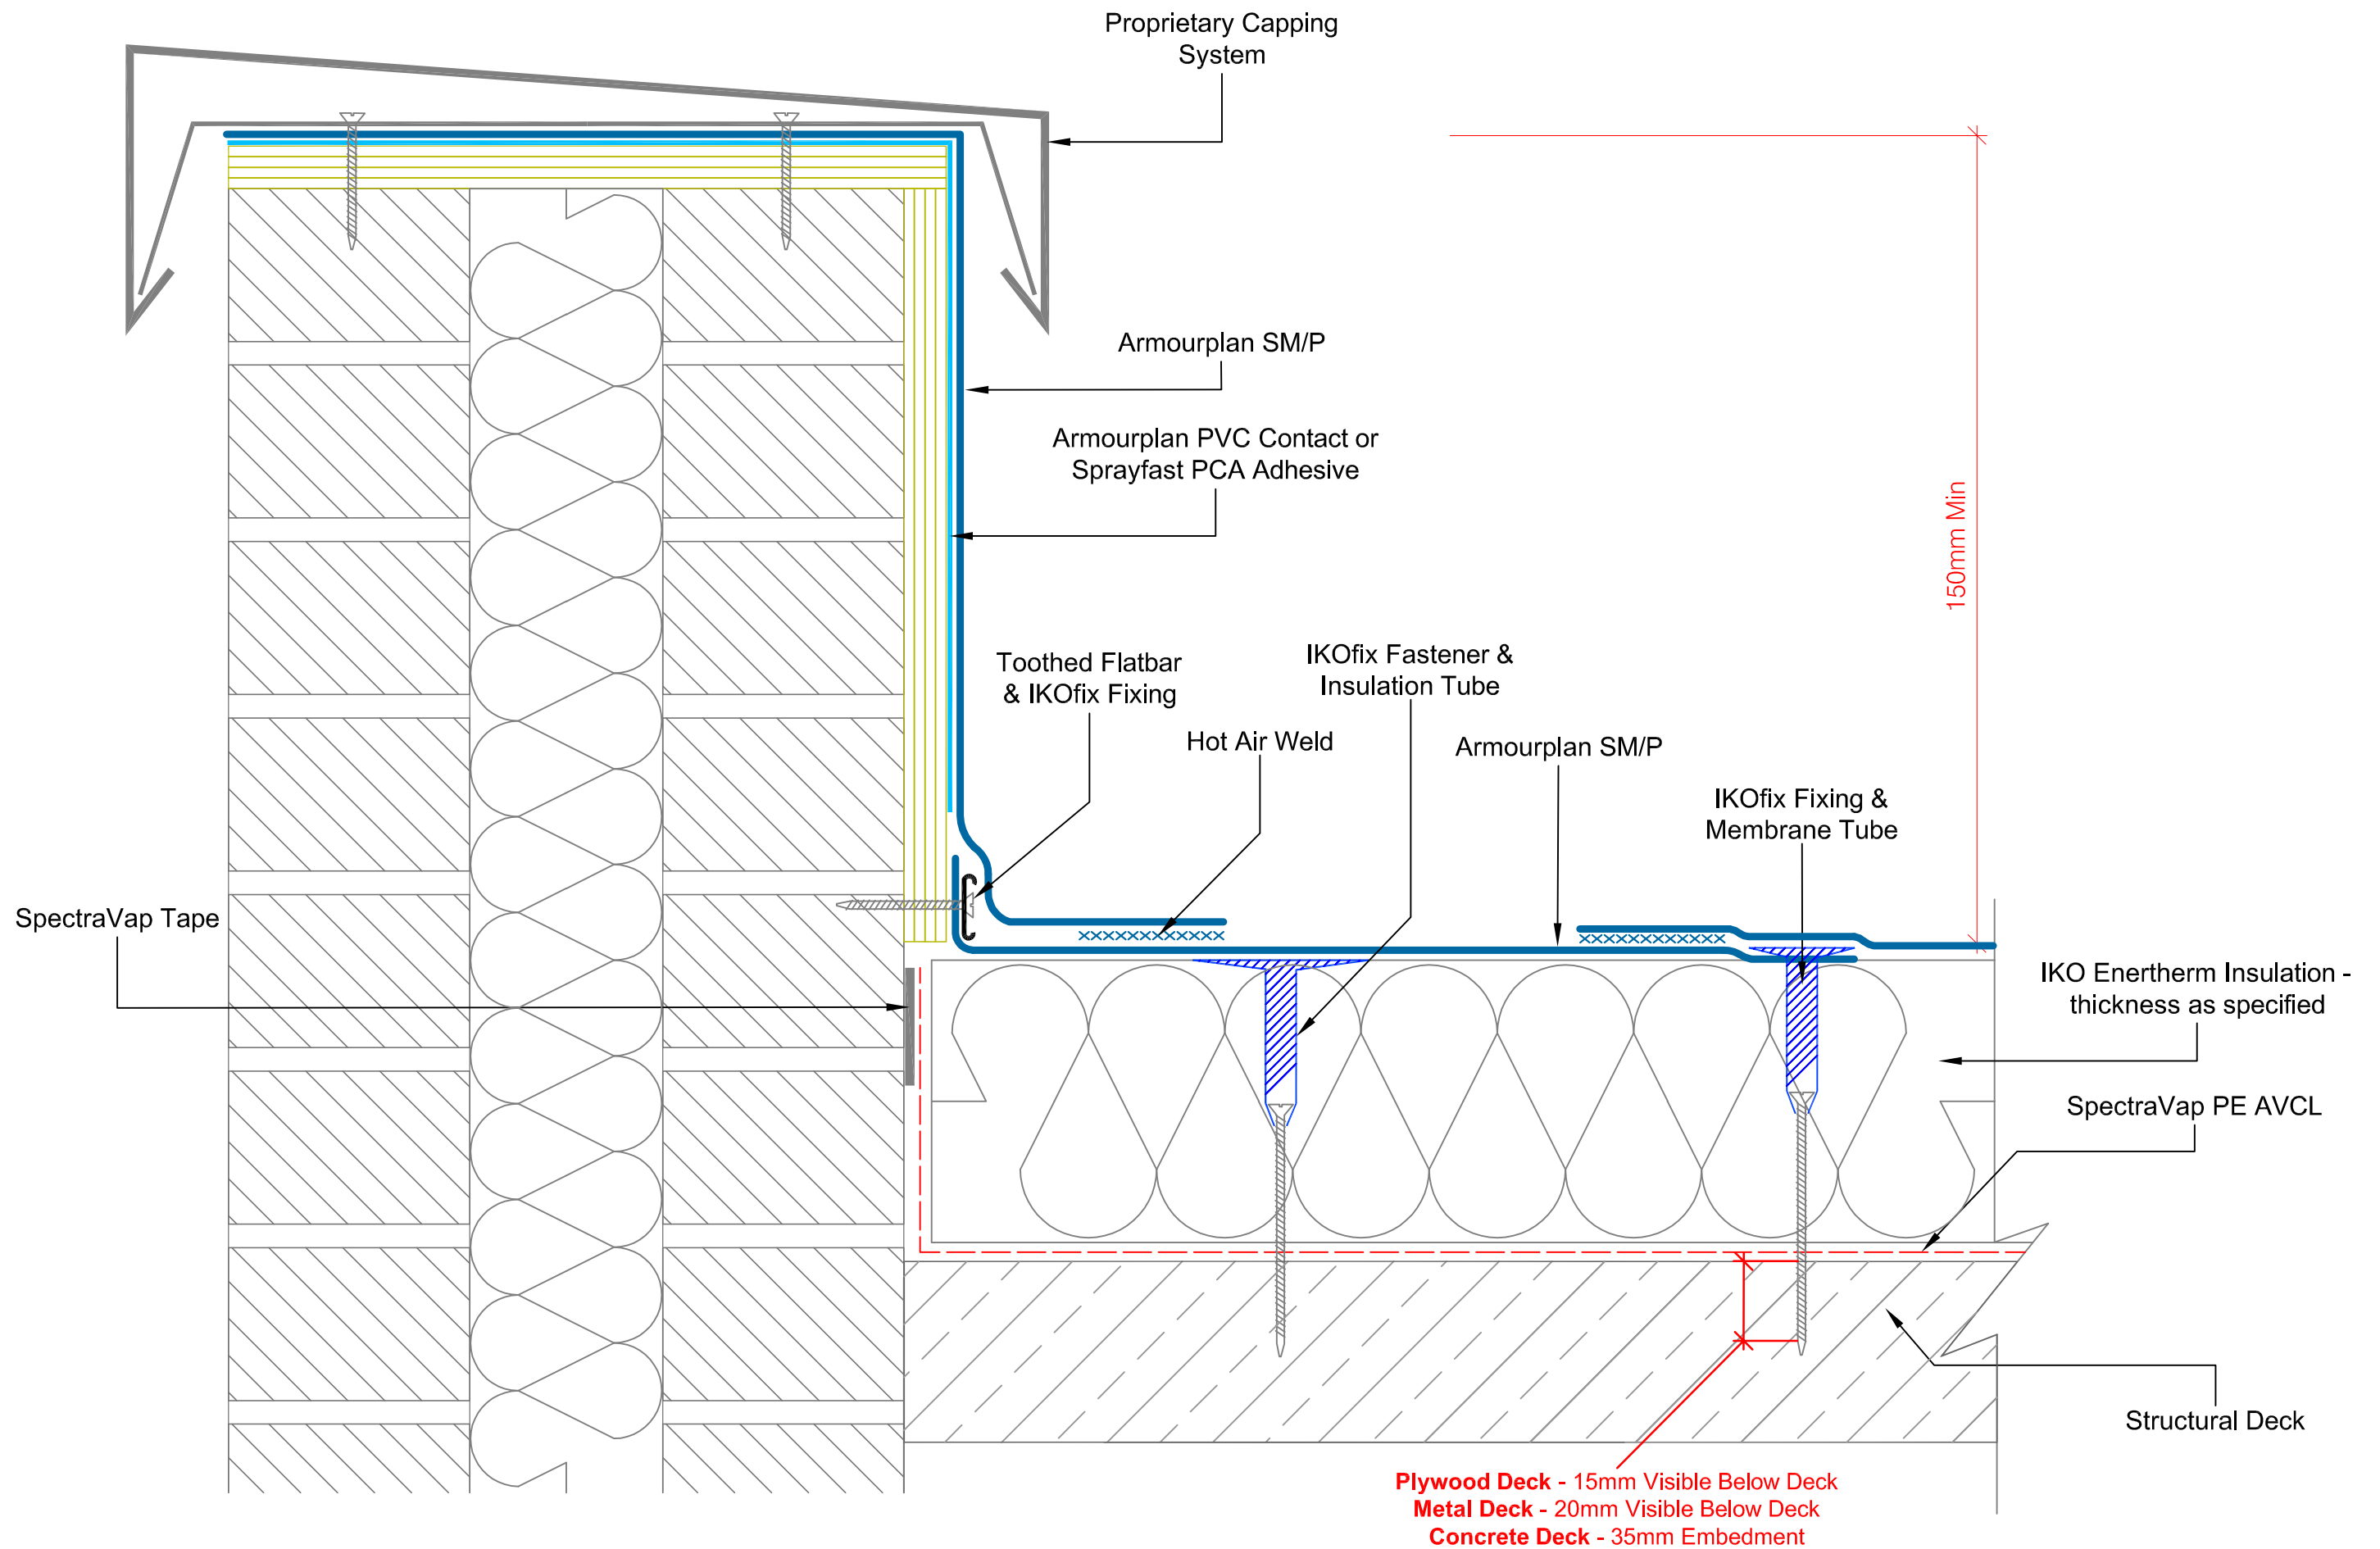 Proprietary Capping
System
Armourplan SM/P
Armourplan PVC Contact or
Sprayfast PCA Adhesive
150mm Min
Toothed Flatbar
& IKOfix Fixing
IKOfix Fastener &
Insulation Tube
Hot Air Weld
Armourplan SM/P
IKOfix Fixing &
Membrane Tube
SpectraVap Tape
IKO Enertherm Insulation -
thickness as specified
SpectraVap PE AVCL
Structural Deck
Plywood Deck - 15mm Visible Below Deck
Metal Deck - 20mm Visible Below Deck
Concrete Deck - 35mm Embedment